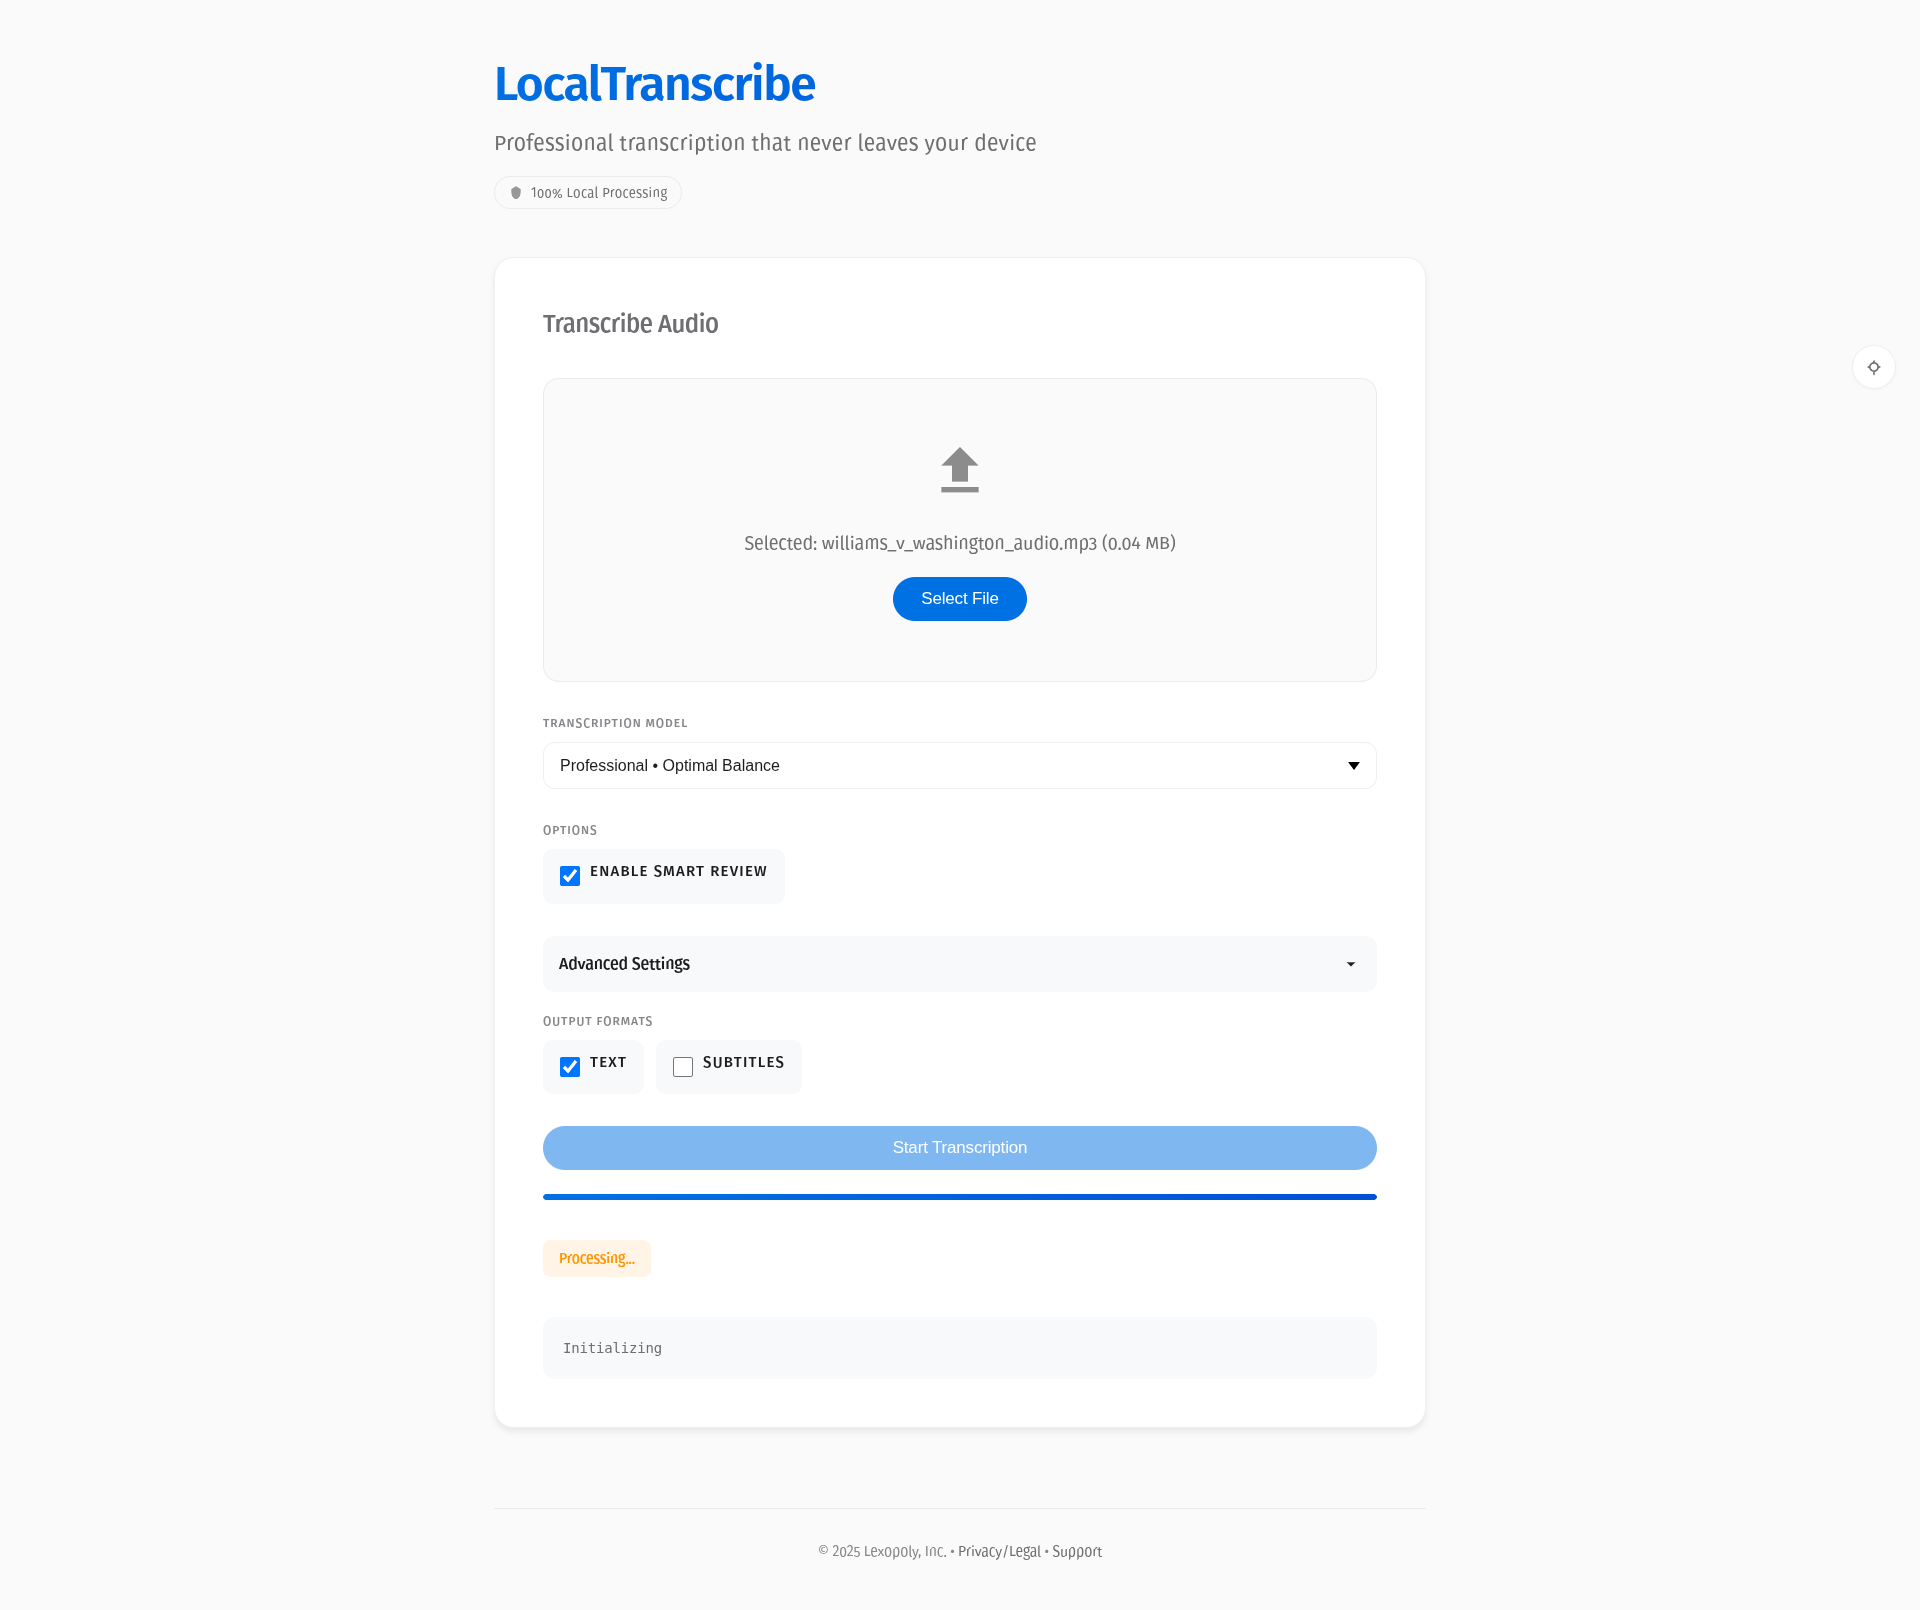 LocalTranscribe
Professional transcription that never leaves your device
100% Local Processing
Transcribe Audio
Selected: williams_v_washington_audio.mp3 (0.04 MB)
Select File
TRANSCRIPTION MODEL
Professional • Optimal Balance
OPTIONS
ENABLE SMART REVIEW
Advanced Settings
OUTPUT FORMATS
TEXT SUBTITLES
Start Transcription
Processing...
Initializing
© 2025 Lexopoly, Inc. • Privacy/Legal • Support